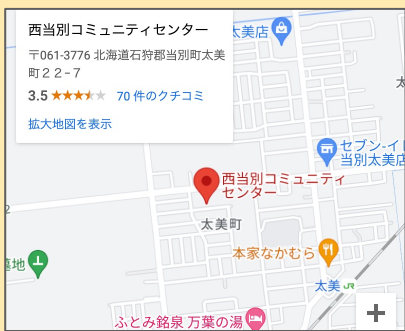 西当別コミュニティセンター
〒061-3776 北海道石狩郡当別町太美
町２２−７
3.5
70 件のクチコミ
拡大地図を表示
太美店
太
セブン-イレ
当別太美店
西当別コミュニティ
センター
2
太美町
本家なかむら
墓地
太美
JR
ふとみ銘泉 万葉の湯
+